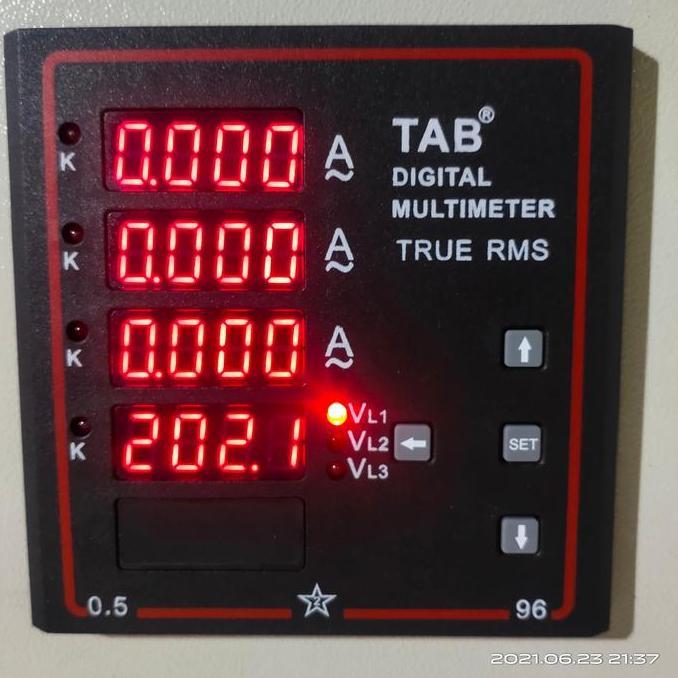 0.000 A
K
0.000 A
K
0.000 A
K
202.1
K
VL1
VL2
VL3
TAB®
DIGITAL
MULTIMETER
TRUE RMS
SET
0.5
2
96
2021.06.23 21:37